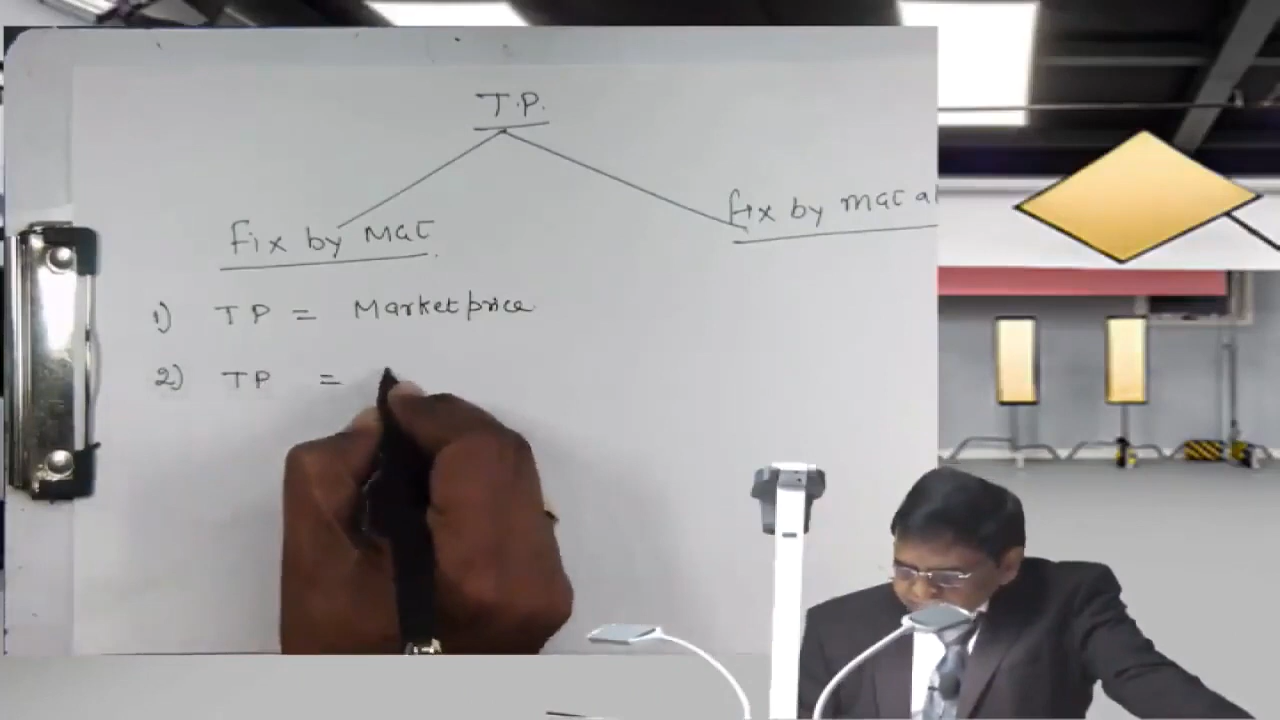 T.P.
fix by MGT.
fix by mgt
1) TP = Market price
2) TP =